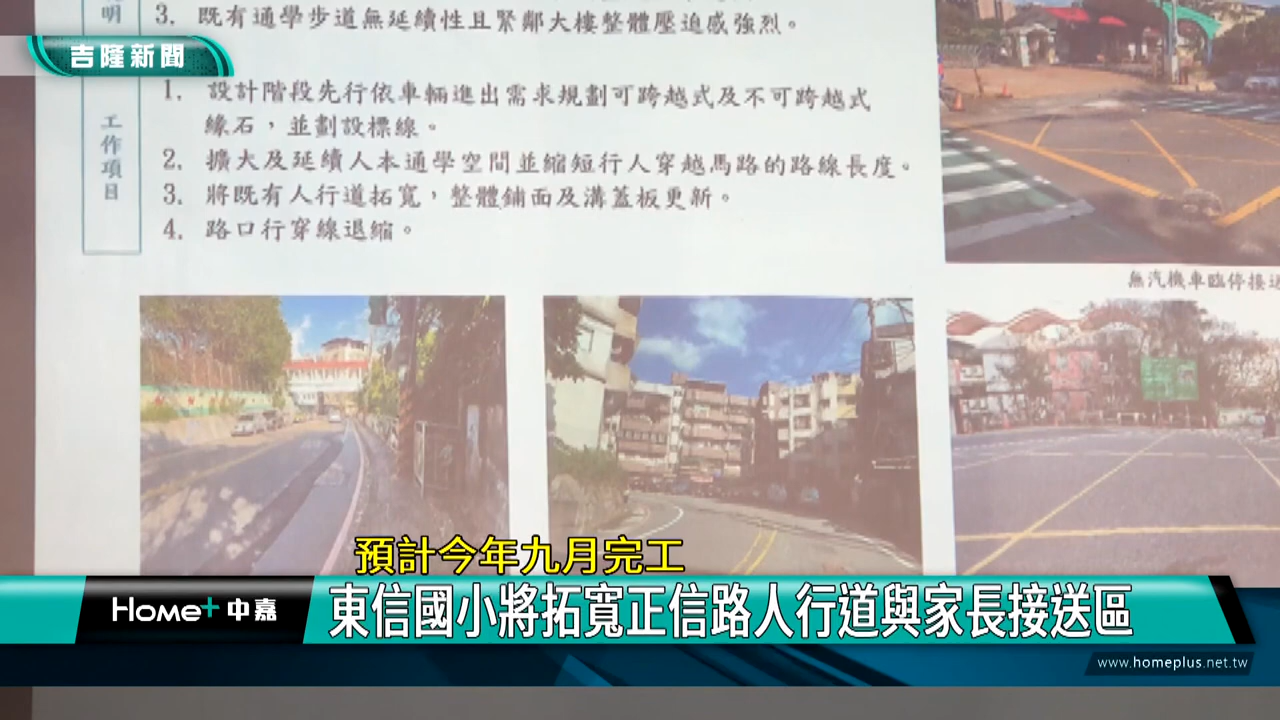 明
3. 既有通學步道無延續性且緊鄰大樓整體壓迫感強烈。
吉隆新聞
工作項目
1. 設計階段先行依車輛進出需求規劃可跨越式及不可跨越式
緣石，並劃設標線。
2. 擴大及延續人本通學空間並縮短行人穿越馬路的路線長度。
3. 將既有人行道拓寬，整體鋪面及溝蓋板更新。
4. 路口行穿線退縮。
無汽機車臨停接送
預計今年九月完工
Home+中嘉
東信國小將拓寬正信路人行道與家長接送區
www.homeplus.net.tw